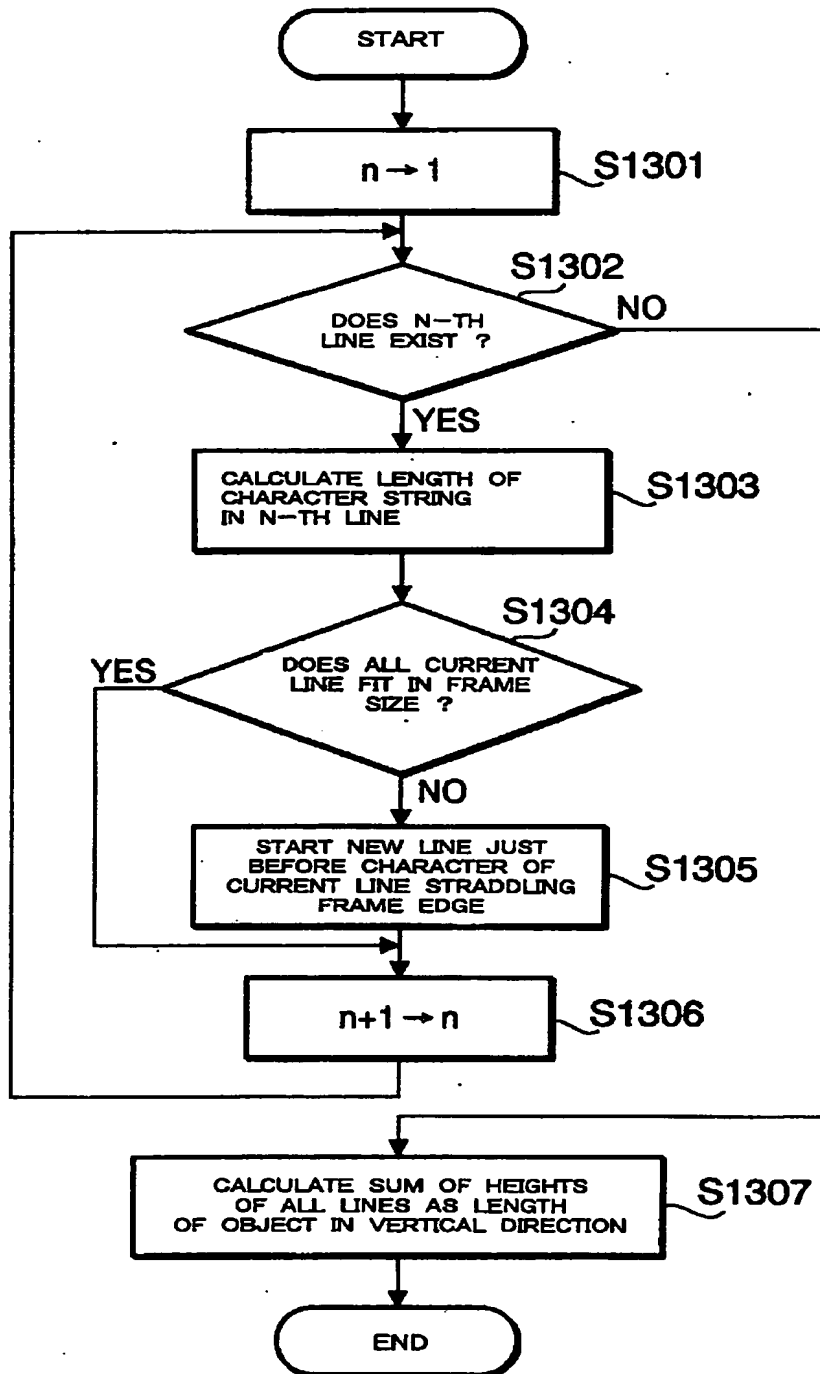 START
n→1
S1301
S1302
DOES N-TH
LINE EXIST ?
NO
YES
CALCULATE LENGTH OF
CHARACTER STRING
IN N-TH LINE
S1303
S1304
YES
DOES ALL CURRENT
LINE FIT IN FRAME
SIZE ?
NO
START NEW LINE JUST
BEFORE CHARACTER OF
CURRENT LINE STRADDLING
FRAME EDGE
S1305
n+1→n
S1306
CALCULATE SUM OF HEIGHTS
OF ALL LINES AS LENGTH
OF OBJECT IN VERTICAL DIRECTION
S1307
END